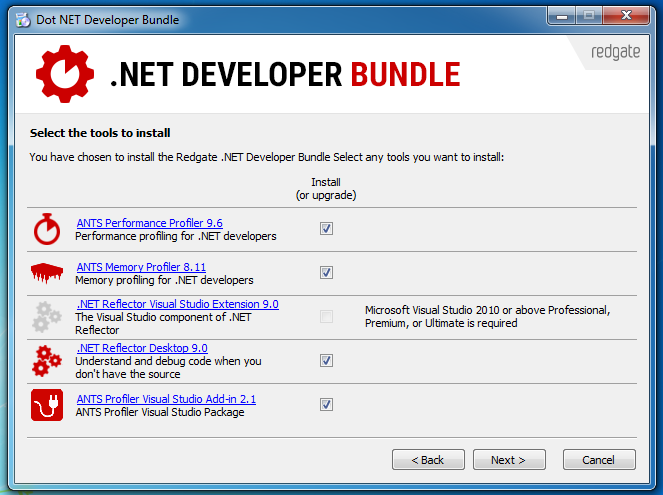 Dot NET Developer Bundle
redgate
.NET DEVELOPER BUNDLE
Select the tools to install
You have chosen to install the Redgate .NET Developer Bundle Select any tools you want to install:
Install
(or upgrade)
ANTS Performance Profiler 9.6
Performance profiling for .NET developers
ANTS Memory Profiler 8.11
Memory profiling for .NET developers
.NET Reflector Visual Studio Extension 9.0
The Visual Studio component of .NET
Reflector
Microsoft Visual Studio 2010 or above Professional,
Premium, or Ultimate is required
.NET Reflector Desktop 9.0
Understand and debug code when you
don't have the source
ANTS Profiler Visual Studio Add-in 2.1
ANTS Profiler Visual Studio Package
< Back
Next >
Cancel